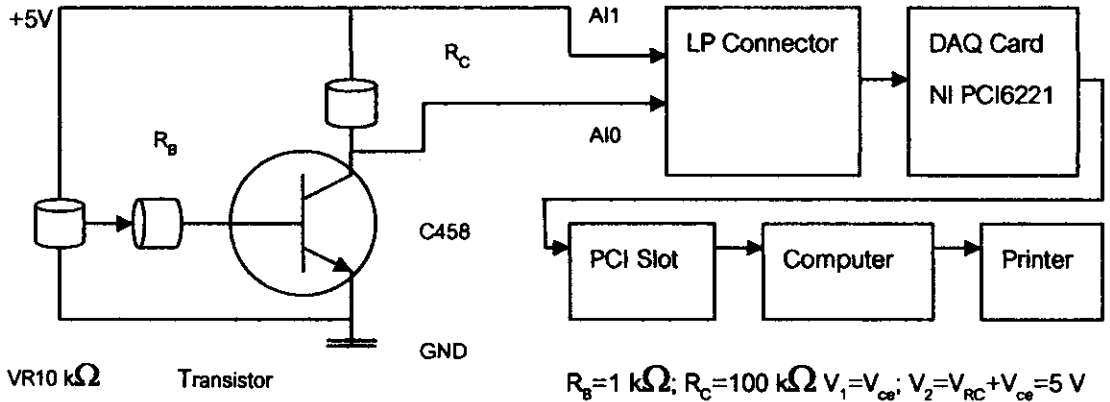 +5V
AI1
LP Connector
DAQ Card
NI PCI6221
R_C
AI0
R_B
C458
PCI Slot
Computer
Printer
GND
VR10 kΩ
Transistor
R_B=1 kΩ; R_C=100 kΩ V_1=V_ce; V_2=V_RC+V_ce=5 V